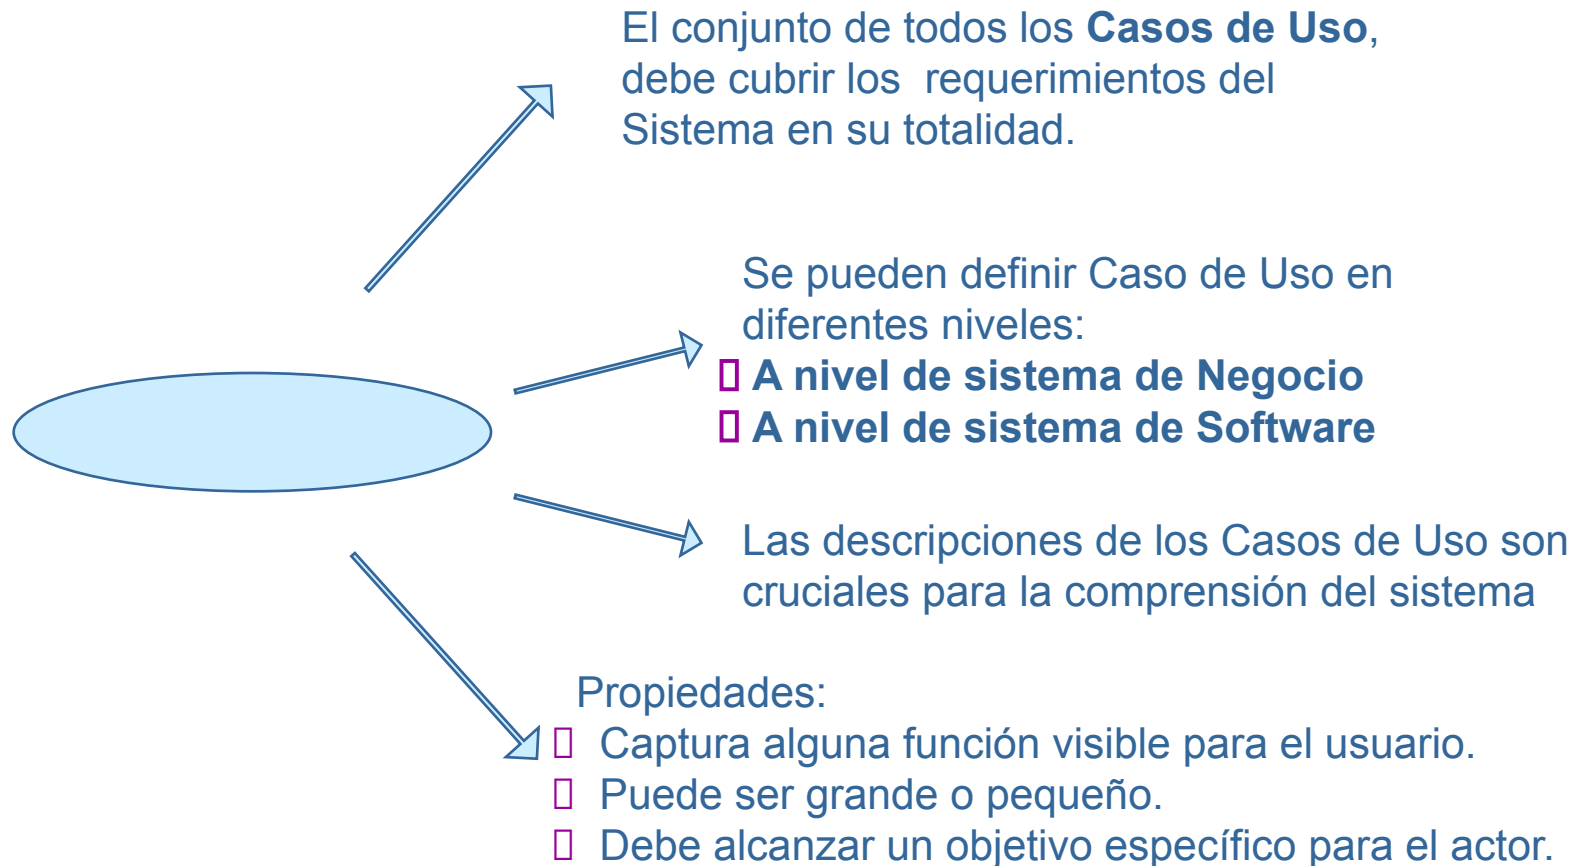 El conjunto de todos los Casos de Uso,
debe cubrir los requerimientos del
Sistema en su totalidad.
Se pueden definir Caso de Uso en
diferentes niveles:
A nivel de sistema de Negocio
A nivel de sistema de Software
Las descripciones de los Casos de Uso son
cruciales para la comprensión del sistema
Propiedades:
Captura alguna función visible para el usuario.
Puede ser grande o pequeño.
Debe alcanzar un objetivo específico para el actor.